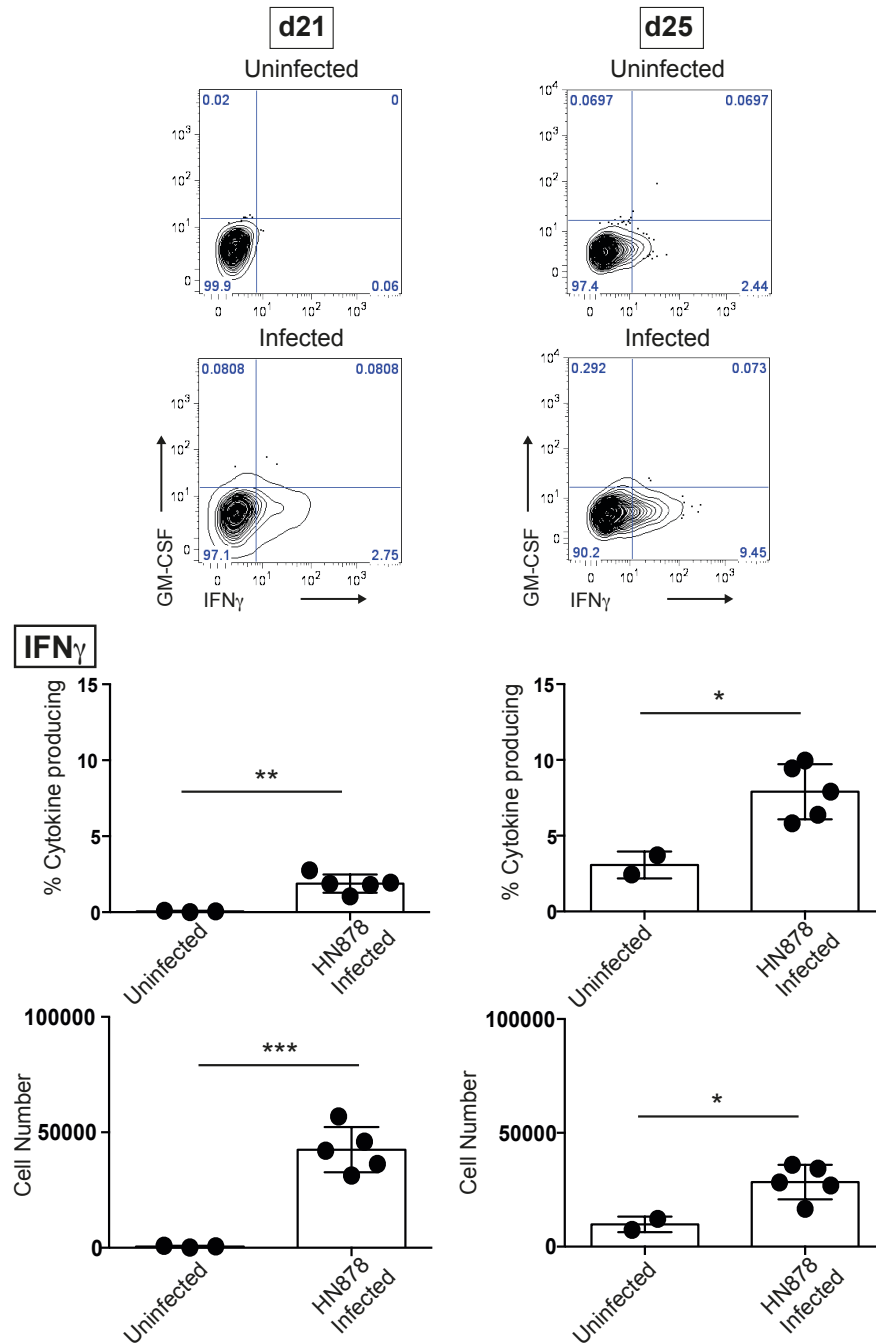 d21 d25
Uninfected Uninfected
0.02 0 10⁴ 0.0697 0.0697
10³ 10³
10² 10²
10¹ 10¹
0 0
99.9 0.06 97.4 2.44
0 10¹ 10² 10³ 0 10¹ 10² 10³
Infected Infected
0.0808 0.0808 10⁴ 0.292 0.073
10³ 10³
10² 10²
10¹ 10¹
0 0
97.1 2.75 90.2 9.45
0 10¹ 10² 10³ 0 10¹ 10² 10³
GM-CSF GM-CSF
IFNγ IFNγ
IFNγ
% Cytokine producing % Cytokine producing
15 15
10 10
5 5
0 0
** *
Uninfected HN878 Infected Uninfected HN878 Infected
Cell Number Cell Number
100000 100000
50000 50000
0 0
*** *
Uninfected HN878 Infected Uninfected HN878 Infected